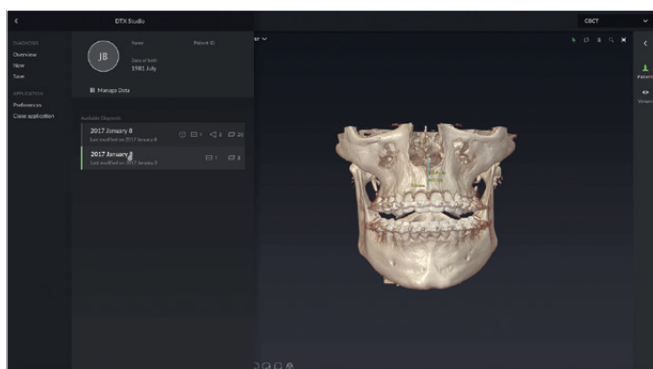 DTX Studio
CBCT
DIAGNOSIS
Overview
New
Save
APPLICATION
Preferences
Close application
JB
Name
Patient ID
Date of birth
1981 July
Manage Data
Available Diagnosis
2017 January 8
Last modified on 2017 January 8
2017 January 8
Last modified on 2017 January 8
Patient